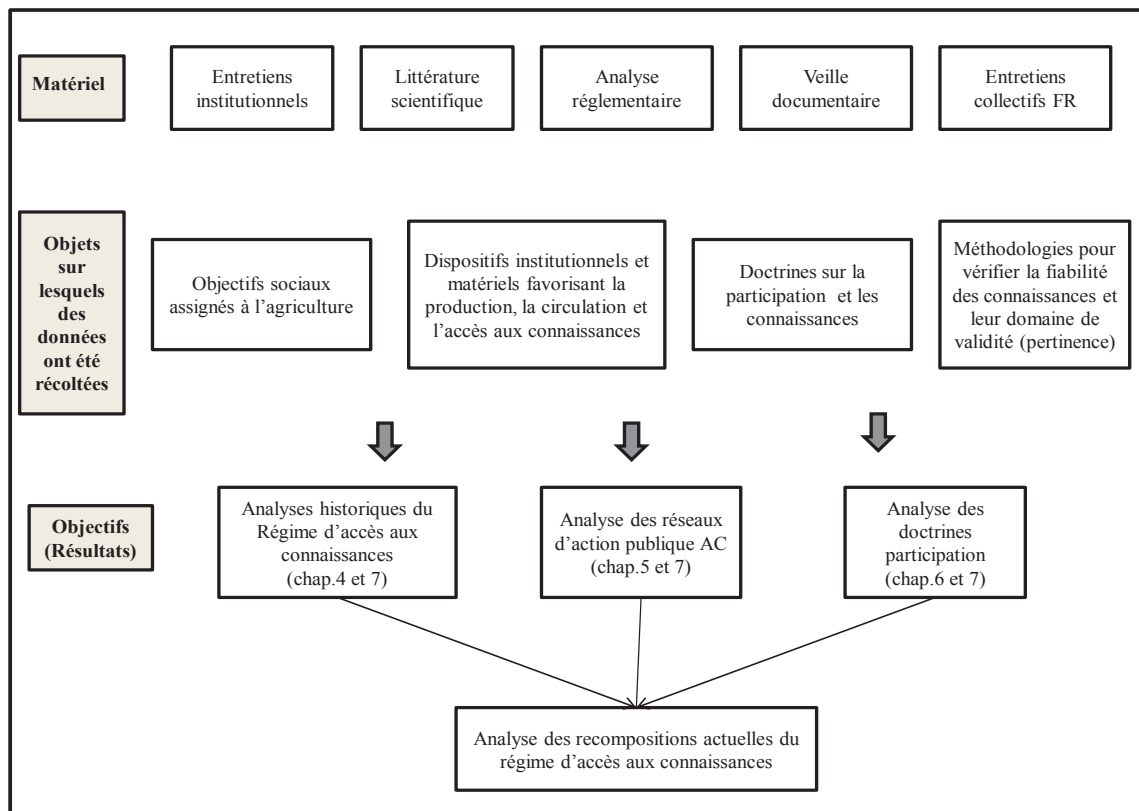 Matériel
Entretiens
institutionnels
Littérature
scientifique
Analyse
réglementaire
Veille
documentaire
Entretiens
collectifs FR
Objets
sur
lesquels
des
données
ont été
récoltées
Objectifs sociaux
assignés à l’agriculture
Dispositifs institutionnels et
matériels favorisant la
production, la circulation et
l’accès aux connaissances
Doctrines sur la
participation et les
connaissances
Méthodologies pour
vérifier la fiabilité
des connaissances et
leur domaine de
validité (pertinence)
Objectifs
(Résultats)
Analyses historiques du
Régime d’accès aux
connaissances
(chap.4 et 7)
Analyse des réseaux
d’action publique AC
(chap.5 et 7)
Analyse des
doctrines
participation
(chap.6 et 7)
Analyse des recompositions actuelles du
régime d’accès aux connaissances